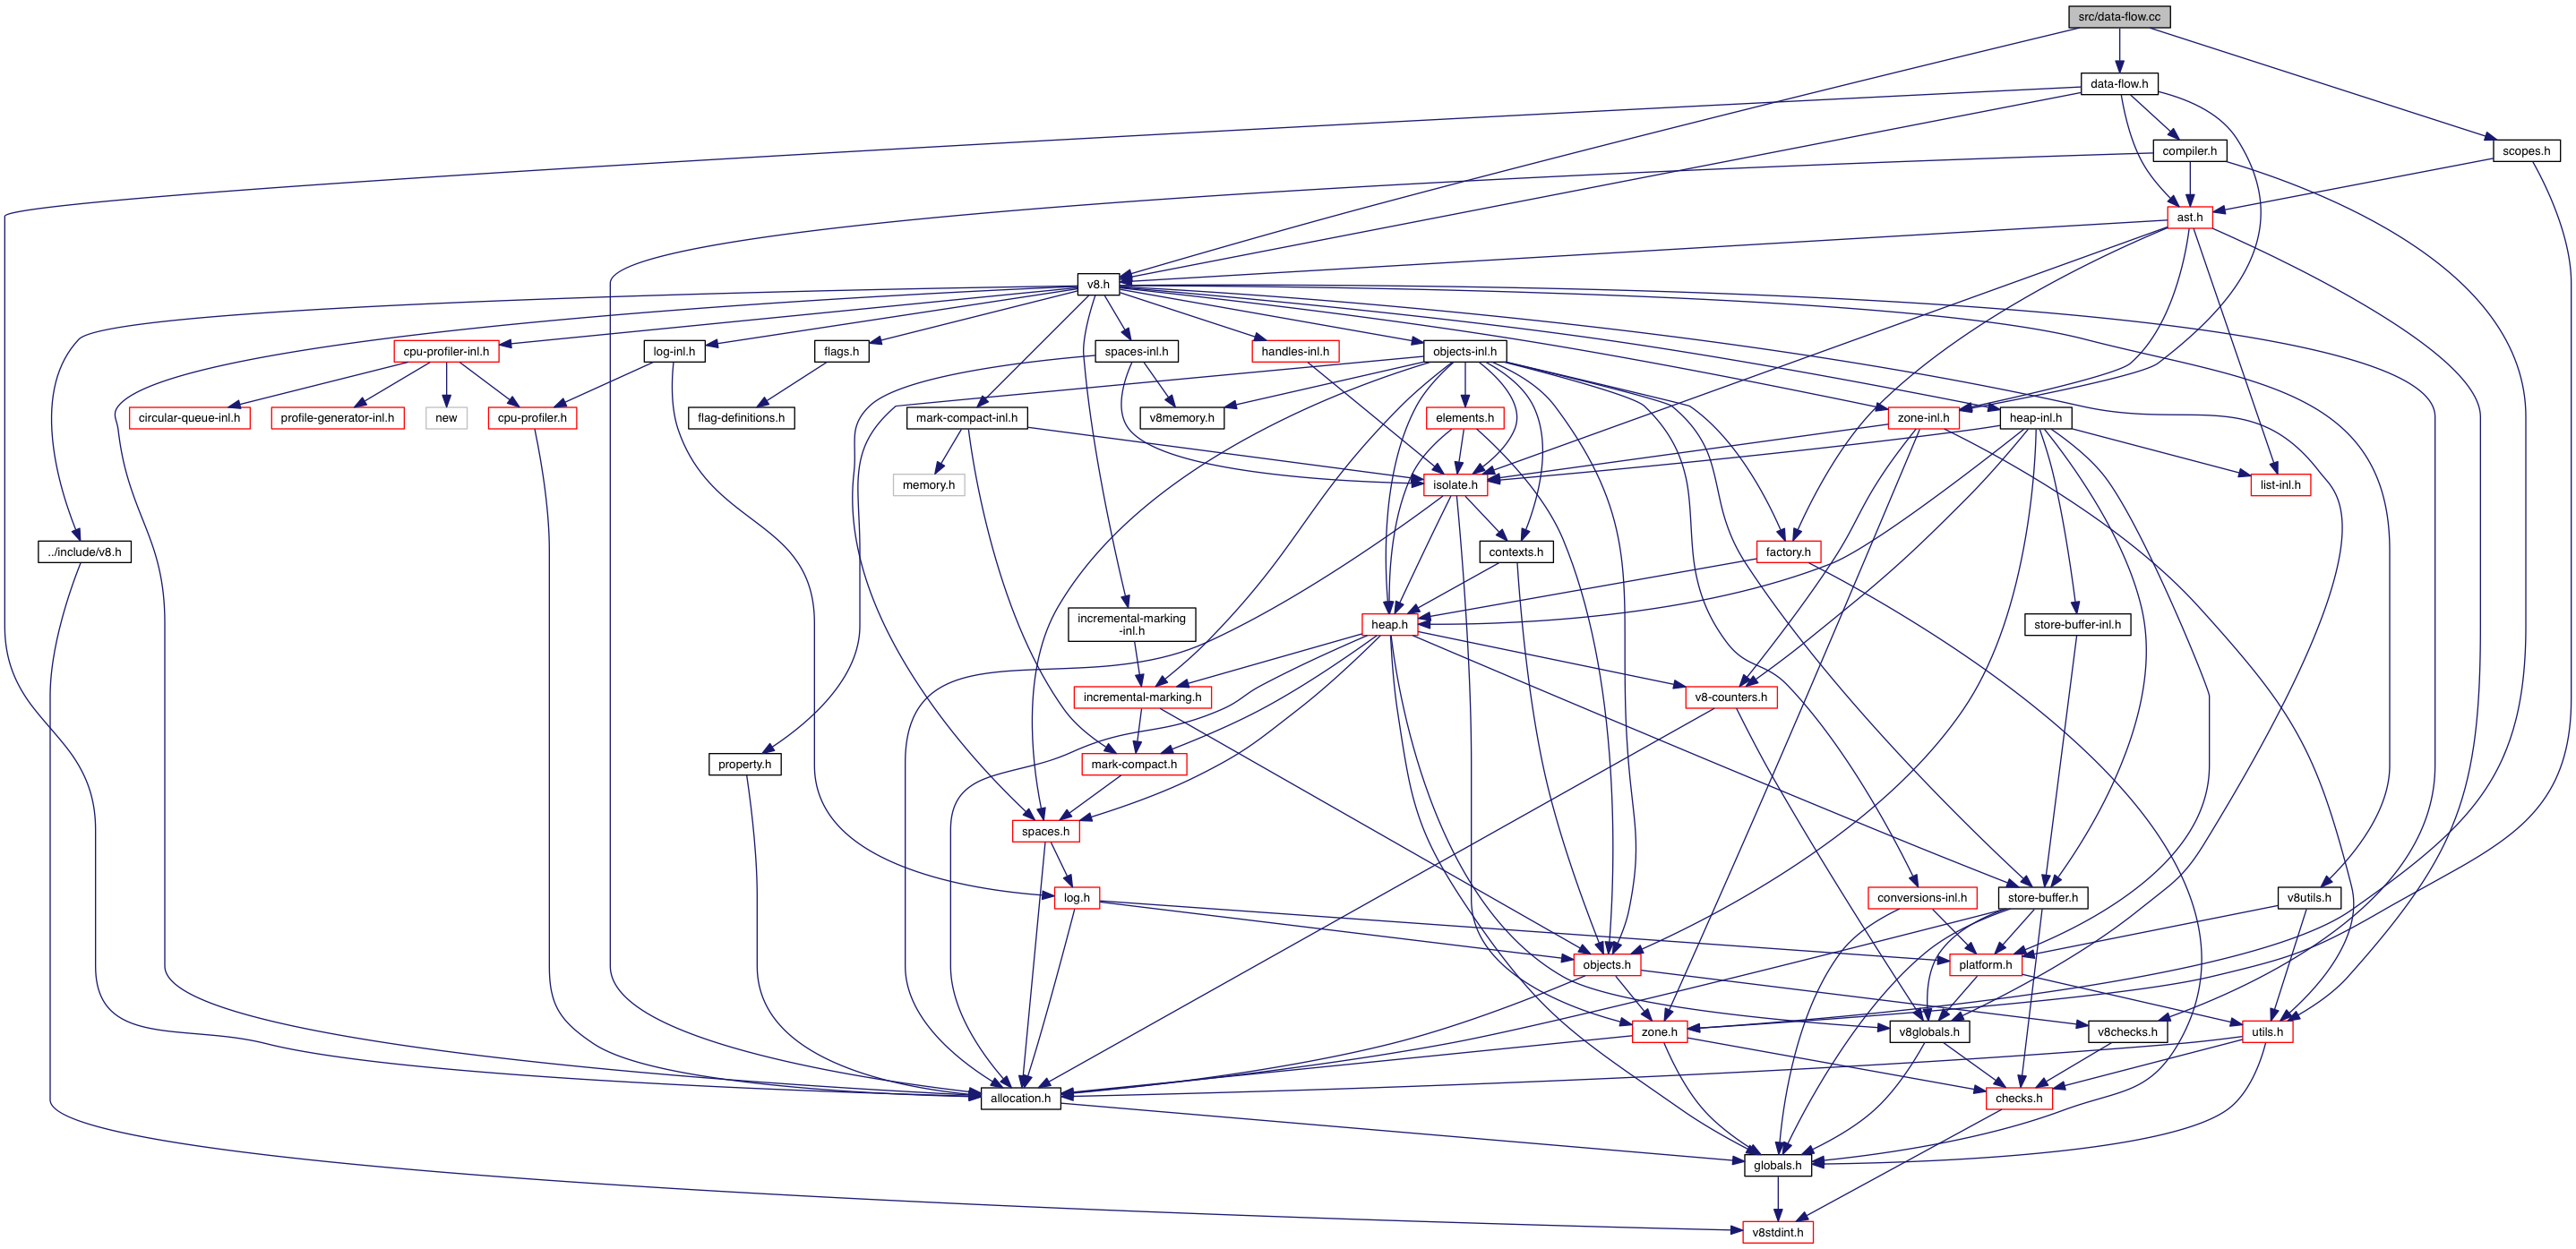 src/data-flow.cc
data-flow.h
compiler.h
scopes.h
ast.h
v8.h
cpu-profiler-inl.h
log-inl.h
flags.h
spaces-inl.h
handles-inl.h
objects-inl.h
circular-queue-inl.h
profile-generator-inl.h
new
cpu-profiler.h
flag-definitions.h
mark-compact-inl.h
v8memory.h
elements.h
zone-inl.h
heap-inl.h
memory.h
isolate.h
list-inl.h
../include/v8.h
contexts.h
factory.h
incremental-marking
-inl.h
heap.h
store-buffer-inl.h
incremental-marking.h
v8-counters.h
property.h
mark-compact.h
spaces.h
log.h
conversions-inl.h
store-buffer.h
v8utils.h
objects.h
platform.h
zone.h
v8globals.h
v8checks.h
utils.h
allocation.h
checks.h
globals.h
v8stdint.h